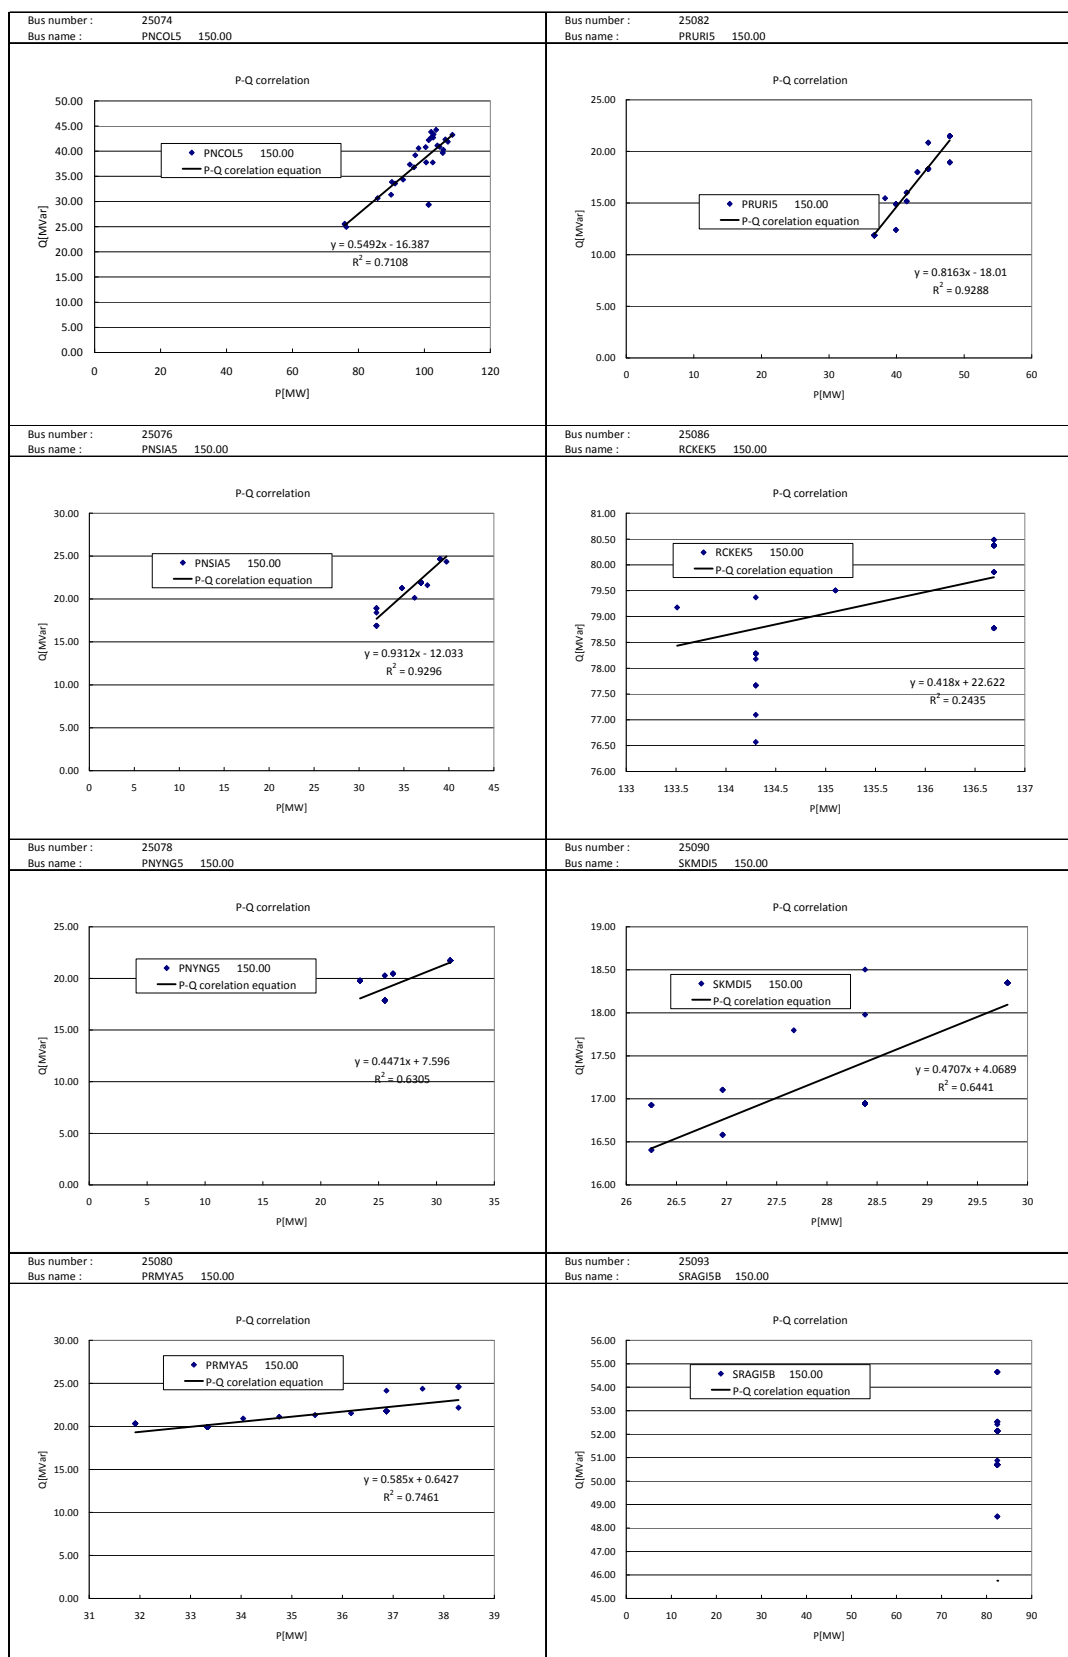 Bus number : 25074
Bus name : PNCOL5 150.00
P-Q correlation
50.00
45.00
40.00
35.00
30.00
25.00
20.00
15.00
10.00
5.00
0.00
Q[MVar]
PNCOL5 150.00
P-Q corelation equation
y = 0.5492x - 16.387
R² = 0.7108
0 20 40 60 80 100 120
P[MW]
Bus number : 25082
Bus name : PRURI5 150.00
P-Q correlation
25.00
20.00
15.00
10.00
5.00
0.00
Q[MVar]
PRURI5 150.00
P-Q corelation equation
y = 0.8163x - 18.01
R² = 0.9288
0 10 20 30 40 50 60
P[MW]
Bus number : 25076
Bus name : PNSIA5 150.00
P-Q correlation
30.00
25.00
20.00
15.00
10.00
5.00
0.00
Q[MVar]
PNSIA5 150.00
P-Q corelation equation
y = 0.9312x - 12.033
R² = 0.9296
0 5 10 15 20 25 30 35 40 45
P[MW]
Bus number : 25086
Bus name : RCKEK5 150.00
P-Q correlation
81.00
80.50
80.00
79.50
79.00
78.50
78.00
77.50
77.00
76.50
76.00
Q[MVar]
RCKEK5 150.00
P-Q corelation equation
y = 0.418x + 22.622
R² = 0.2435
133 133.5 134 134.5 135 135.5 136 136.5 137
P[MW]
Bus number : 25078
Bus name : PNYNG5 150.00
P-Q correlation
25.00
20.00
15.00
10.00
5.00
0.00
Q[MVar]
PNYNG5 150.00
P-Q corelation equation
y = 0.4471x + 7.596
R² = 0.6305
0 5 10 15 20 25 30 35
P[MW]
Bus number : 25090
Bus name : SKMDI5 150.00
P-Q correlation
19.00
18.50
18.00
17.50
17.00
16.50
16.00
Q[MVar]
SKMDI5 150.00
P-Q corelation equation
y = 0.4707x + 4.0689
R² = 0.6441
26 26.5 27 27.5 28 28.5 29 29.5 30
P[MW]
Bus number : 25080
Bus name : PRMYA5 150.00
P-Q correlation
30.00
25.00
20.00
15.00
10.00
5.00
0.00
Q[MVar]
PRMYA5 150.00
P-Q corelation equation
y = 0.585x + 0.6427
R² = 0.7461
31 32 33 34 35 36 37 38 39
P[MW]
Bus number : 25093
Bus name : SRAGI5B 150.00
P-Q correlation
56.00
55.00
54.00
53.00
52.00
51.00
50.00
49.00
48.00
47.00
46.00
45.00
Q[MVar]
SRAGI5B 150.00
P-Q corelation equation
0 10 20 30 40 50 60 70 80 90
P[MW]